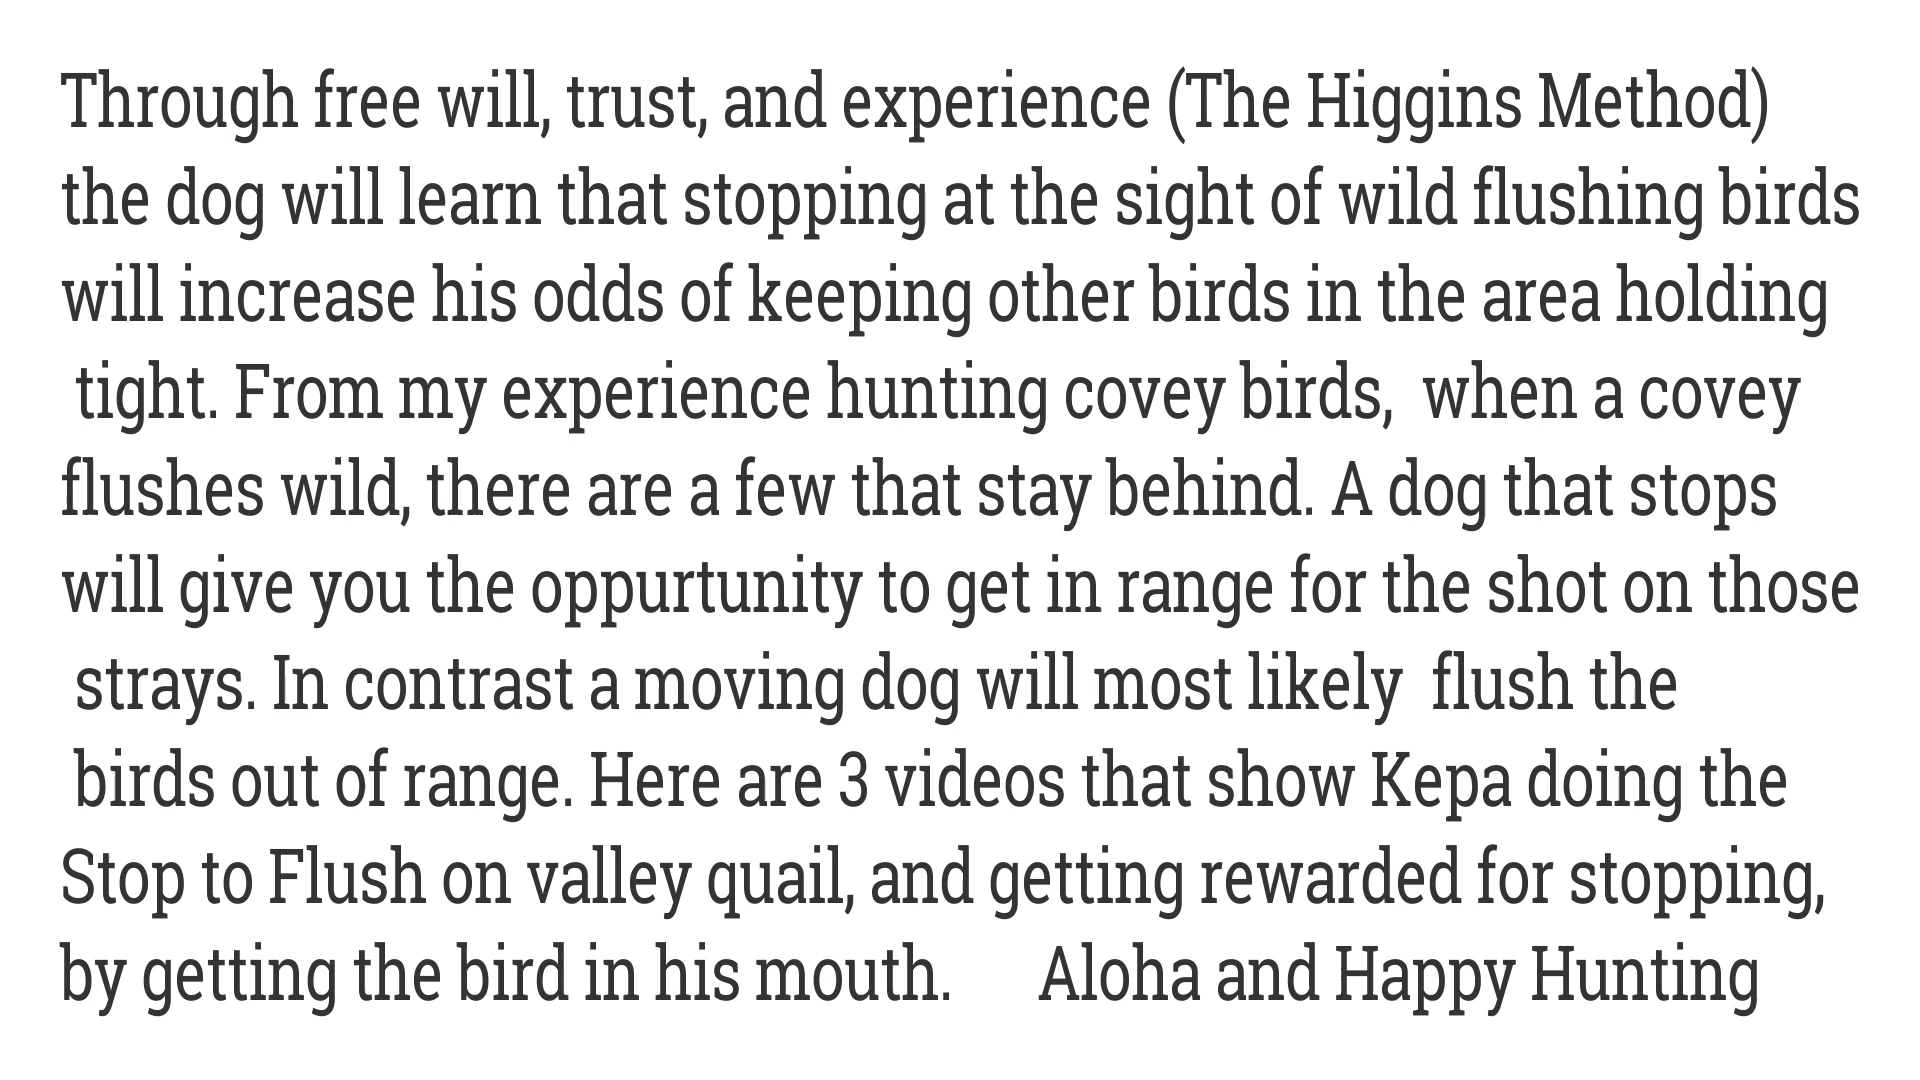 Through free will, trust, and experience (The Higgins Method)
the dog will learn that stopping at the sight of wild flushing birds
will increase his odds of keeping other birds in the area holding
tight. From my experience hunting covey birds,  when a covey
flushes wild, there are a few that stay behind. A dog that stops
will give you the oppurtunity to get in range for the shot on those
strays. In contrast a moving dog will most likely  flush the
birds out of range. Here are 3 videos that show Kepa doing the
Stop to Flush on valley quail, and getting rewarded for stopping,
by getting the bird in his mouth.      Aloha and Happy Hunting